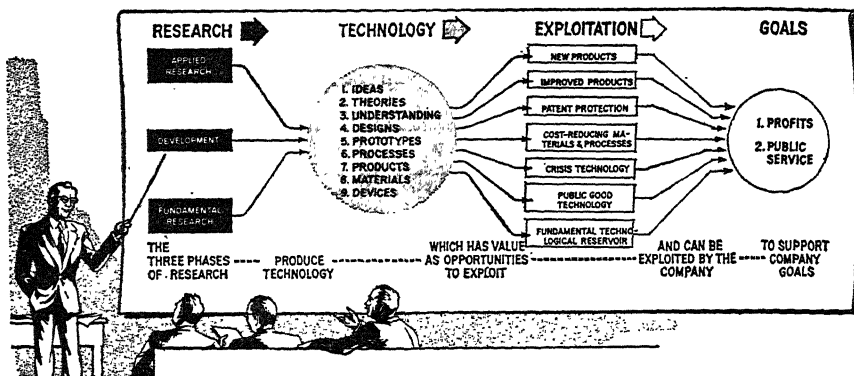 RESEARCH
TECHNOLOGY
EXPLOITATION
GOALS
APPLIED
RESEARCH
DEVELOPMENT
FUNDAMENTAL
RESEARCH
1. IDEAS
2. THEORIES
3. UNDERSTANDING
4. DESIGNS
5. PROTOTYPES
6. PROCESSES
7. PRODUCTS
8. MATERIALS
9. DEVICES
NEW PRODUCTS
IMPROVED PRODUCTS
PATENT PROTECTION
COST-REDUCING MA-
TERIALS & PROCESSES
CRISIS TECHNOLOGY
PUBLIC GOOD
TECHNOLOGY
FUNDAMENTAL TECHNO-
LOGICAL RESERVOIR
1. PROFITS
2. PUBLIC
SERVICE
THE
THREE PHASES
OF RESEARCH
PRODUCE
TECHNOLOGY
WHICH HAS VALUE
AS OPPORTUNITIES
TO EXPLOIT
AND CAN BE
EXPLOITED BY THE
COMPANY
TO SUPPORT
COMPANY
GOALS